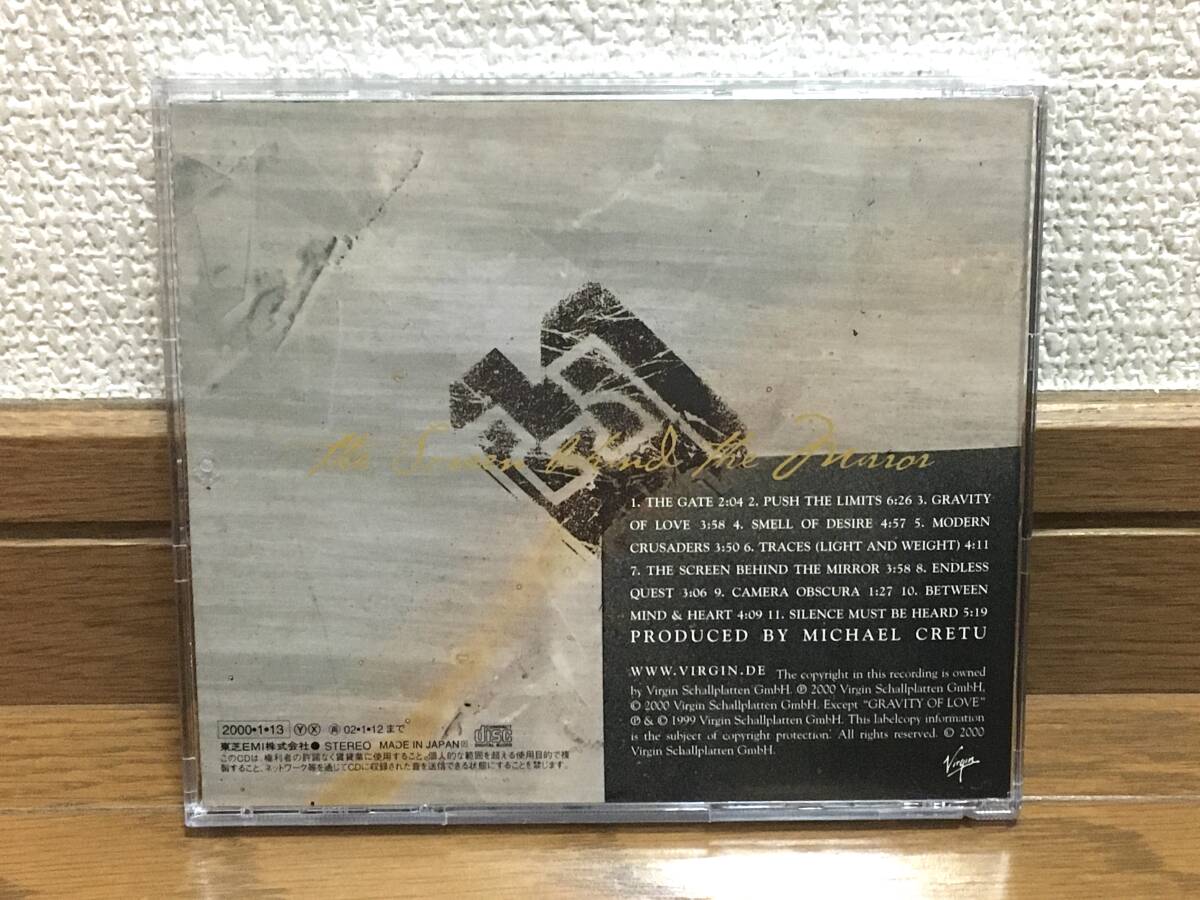 the Screen behind the Mirror
1. THE GATE 2:04 2. PUSH THE LIMITS 6:26 3. GRAVITY
OF LOVE 3:58 4. SMELL OF DESIRE 4:57 5. MODERN
CRUSADERS 3:50 6. TRACES (LIGHT AND WEIGHT) 4:11
7. THE SCREEN BEHIND THE MIRROR 3:58 8. ENDLESS
QUEST 3:06 9. CAMERA OBSCURA 1:27 10. BETWEEN
MIND & HEART 4:09 11. SILENCE MUST BE HEARD 5:19
PRODUCED BY MICHAEL CRETU
WWW.VIRGIN.DE The copyright in this recording is owned
by Virgin Schallplatten GmbH. ℗ 2000 Virgin Schallplatten GmbH,
© 2000 Virgin Schallplatten GmbH. Except "GRAVITY OF LOVE"
℗ & © 1999 Virgin Schallplatten GmbH. This labelcopy information
is the subject of copyright protection. All rights reserved. © 2000
Virgin Schallplatten GmbH.
Virgin
2000•1•13 Ⓨ Ⓧ 02•1•12まで
東芝EMI株式会社● STEREO MADE IN JAPAN
このCDは、権利者の許諾なく賃貸業に使用すること、個人的な範囲を超える使用目的で複
製すること、ネットワーク等を通じてCDに収録された音を送信できる状態にすることを禁じます。
COMPACT disc DIGITAL AUDIO